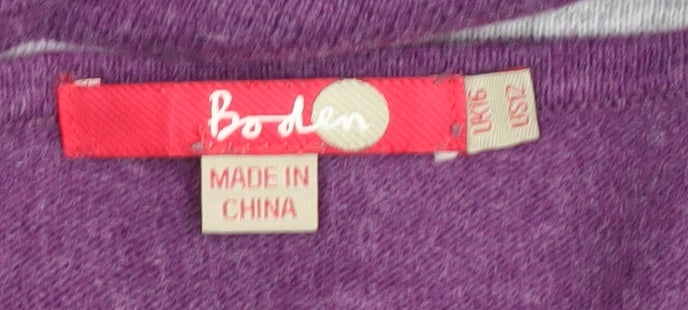 Boden
UK16
US12
MADE IN
CHINA